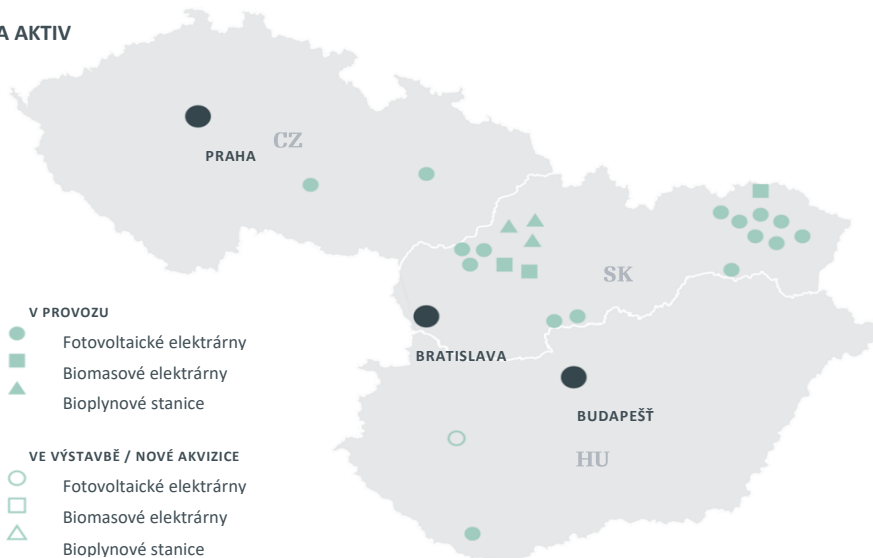 A AKTIV
CZ
PRAHA
SK
BRATISLAVA
BUDAPEŠŤ
HU
V PROVOZU
Fotovoltaické elektrárny
Biomasové elektrárny
Bioplynové stanice
VE VÝSTAVBĚ / NOVÉ AKVIZICE
Fotovoltaické elektrárny
Biomasové elektrárny
Bioplynové stanice